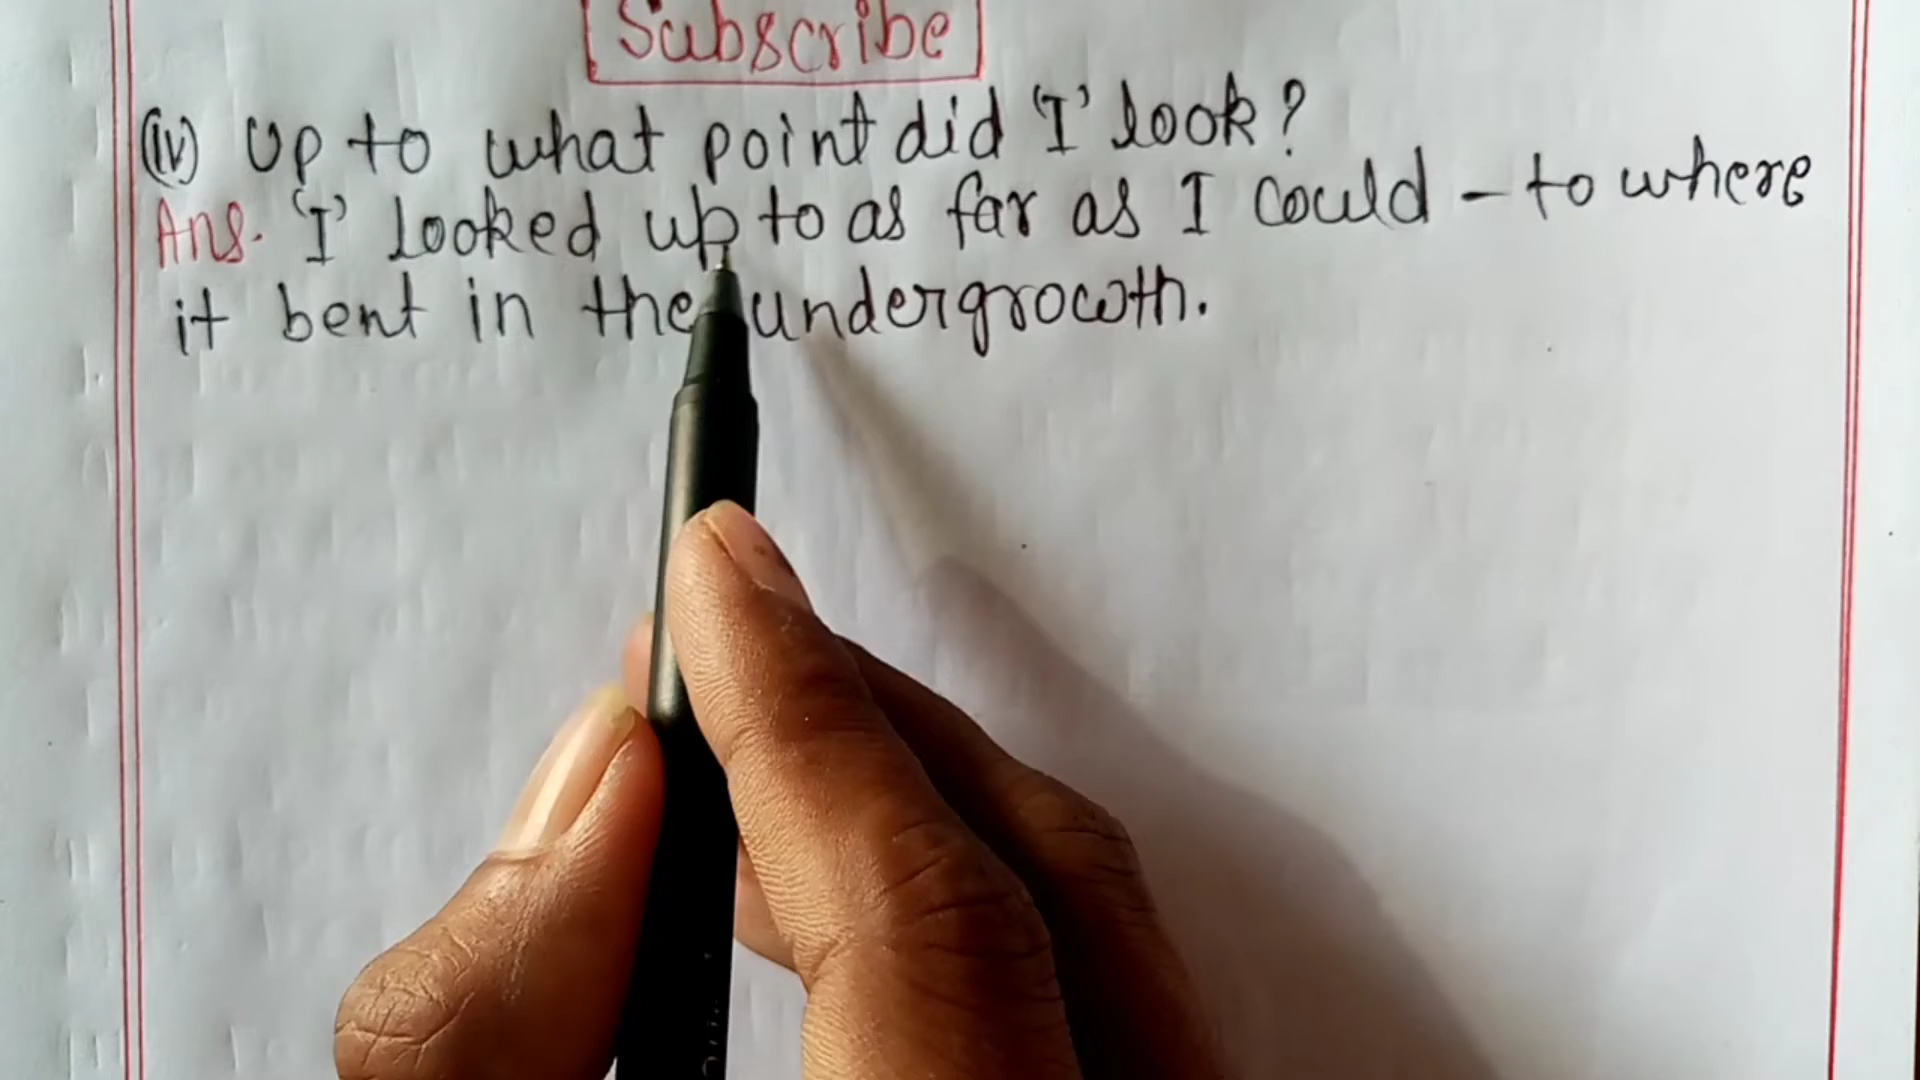 Subscribe
(iv) Up to what point did 'I' look?
Ans. 'I' looked up to as far as I could - to where
it bent in the undergrowth.